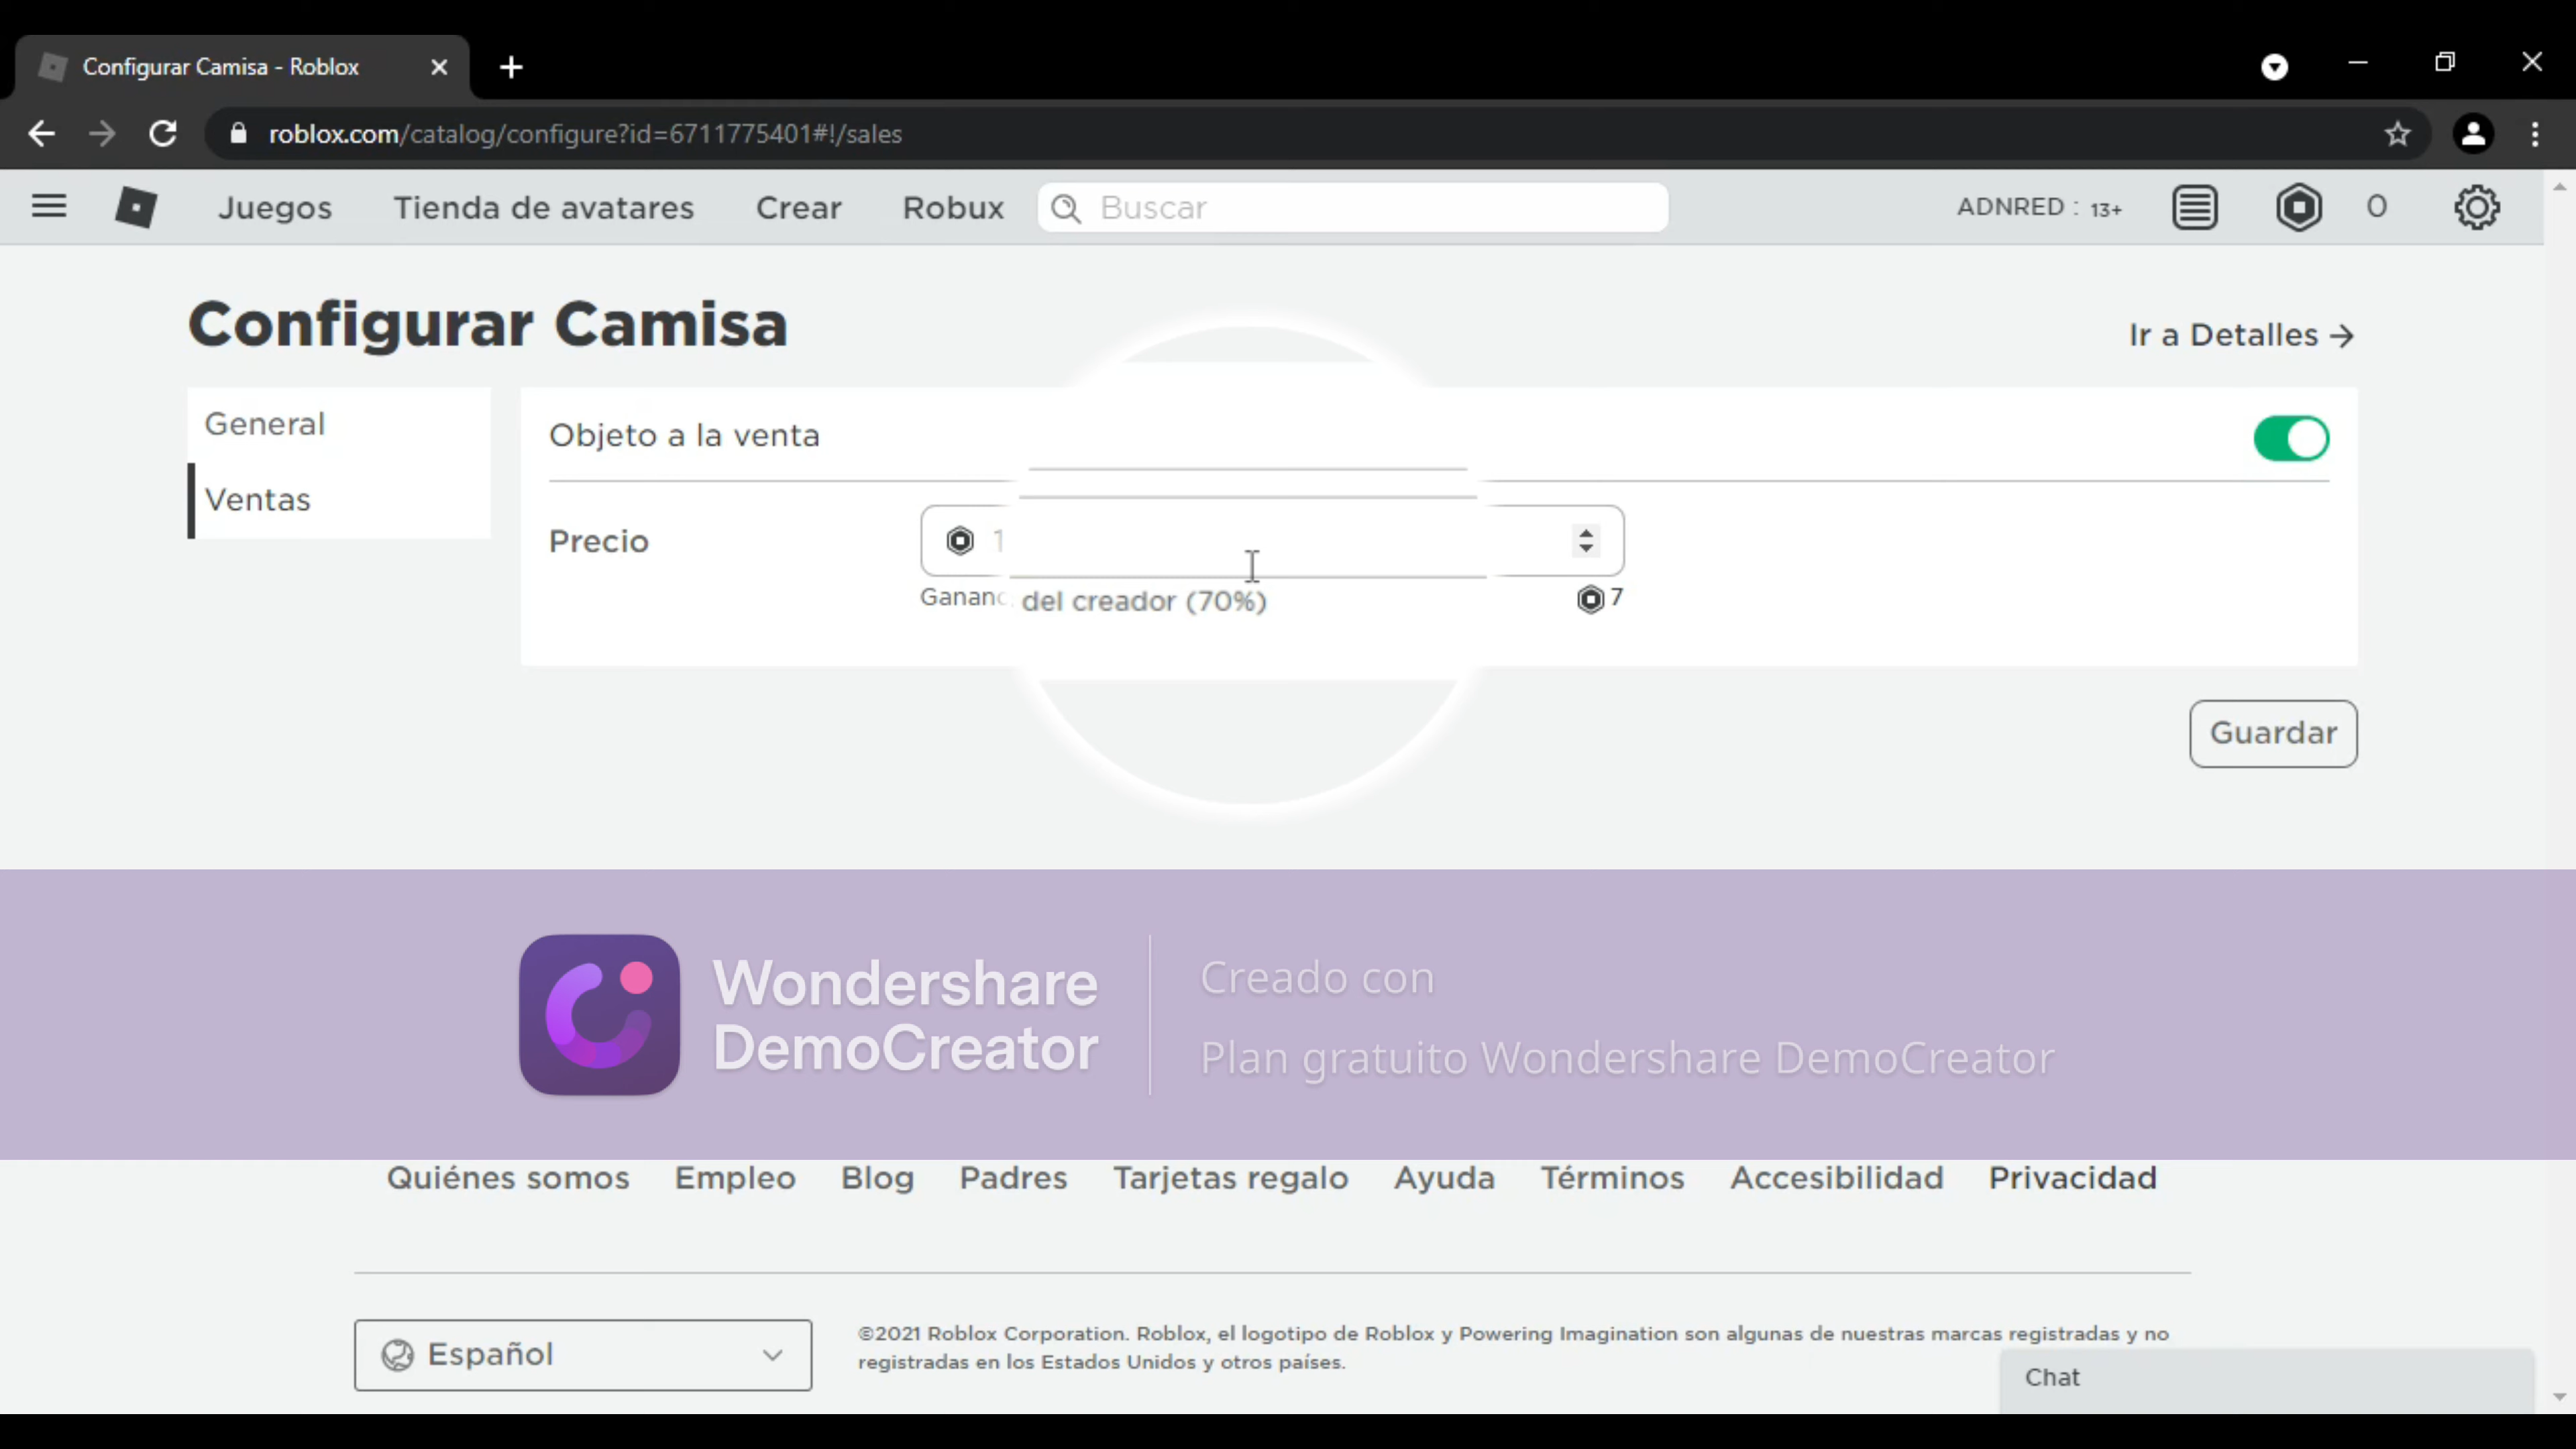 Configurar Camisa - Roblox
roblox.com/catalog/configure?id=6711775401#!/sales
Juegos Tienda de avatares Crear Robux Buscar ADNRED : 13+ 0
Configurar Camisa
Ir a Detalles →
General
Ventas
Objeto a la venta
Precio 1
del creador (70%) 7
Guardar
Wondershare
DemoCreator
Creado con
Plan gratuito Wondershare DemoCreator
Quiénes somos Empleo Blog Padres Tarjetas regalo Ayuda Términos Accesibilidad Privacidad
Español
©2021 Roblox Corporation. Roblox, el logotipo de Roblox y Powering Imagination son algunas de nuestras marcas registradas y no
registradas en los Estados Unidos y otros países.
Chat